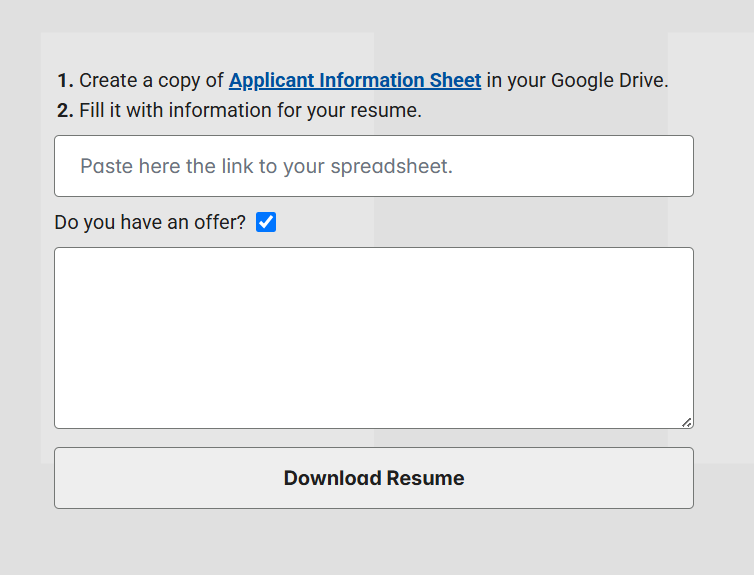 1. Create a copy of Applicant Information Sheet in your Google Drive.
2. Fill it with information for your resume.
Paste here the link to your spreadsheet.
Do you have an offer?
Download Resume